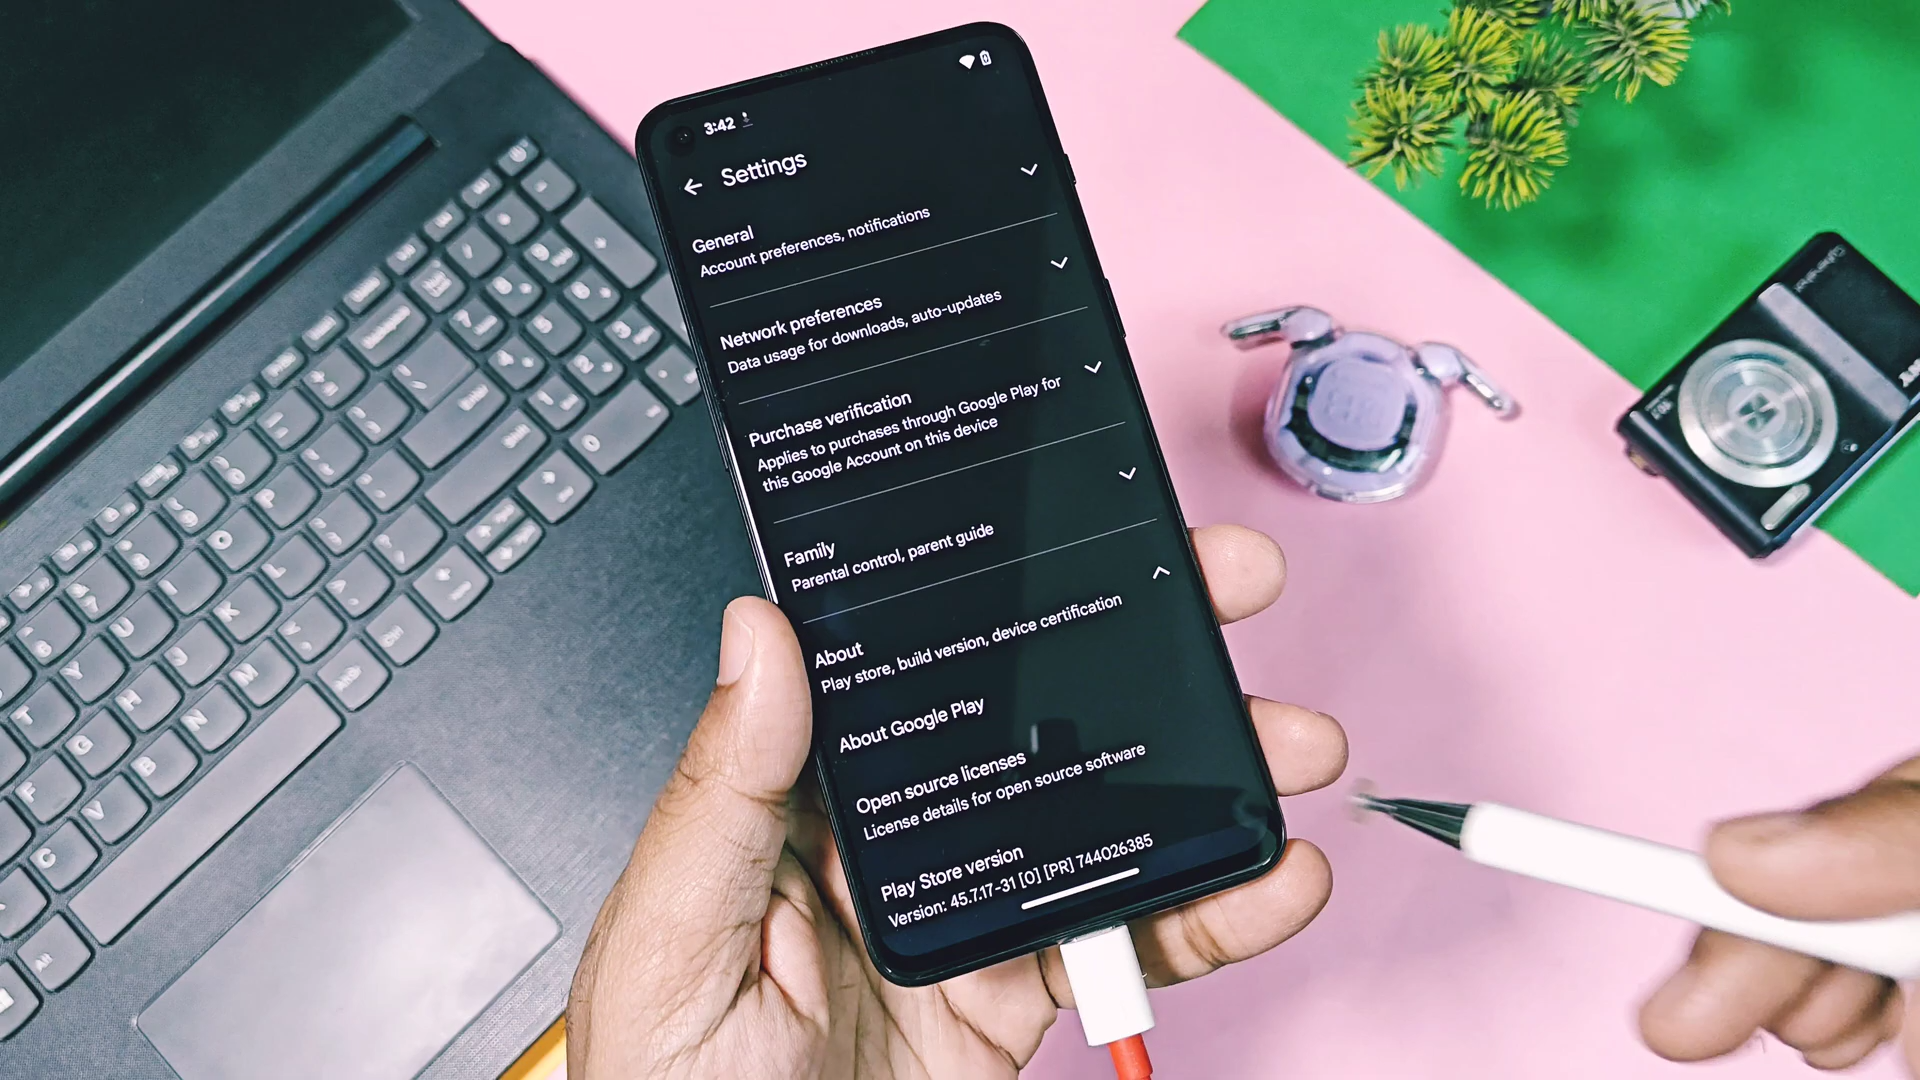 3:42
Settings
General
Account preferences, notifications
Network preferences
Data usage for downloads, auto-updates
Purchase verification
Applies to purchases through Google Play for
this Google Account on this device
Family
Parental control, parent guide
About
Play store, build version, device certification
About Google Play
Open source licenses
License details for open source software
Play Store version
Version: 45.7.17-31 [0] [PR] 744026385